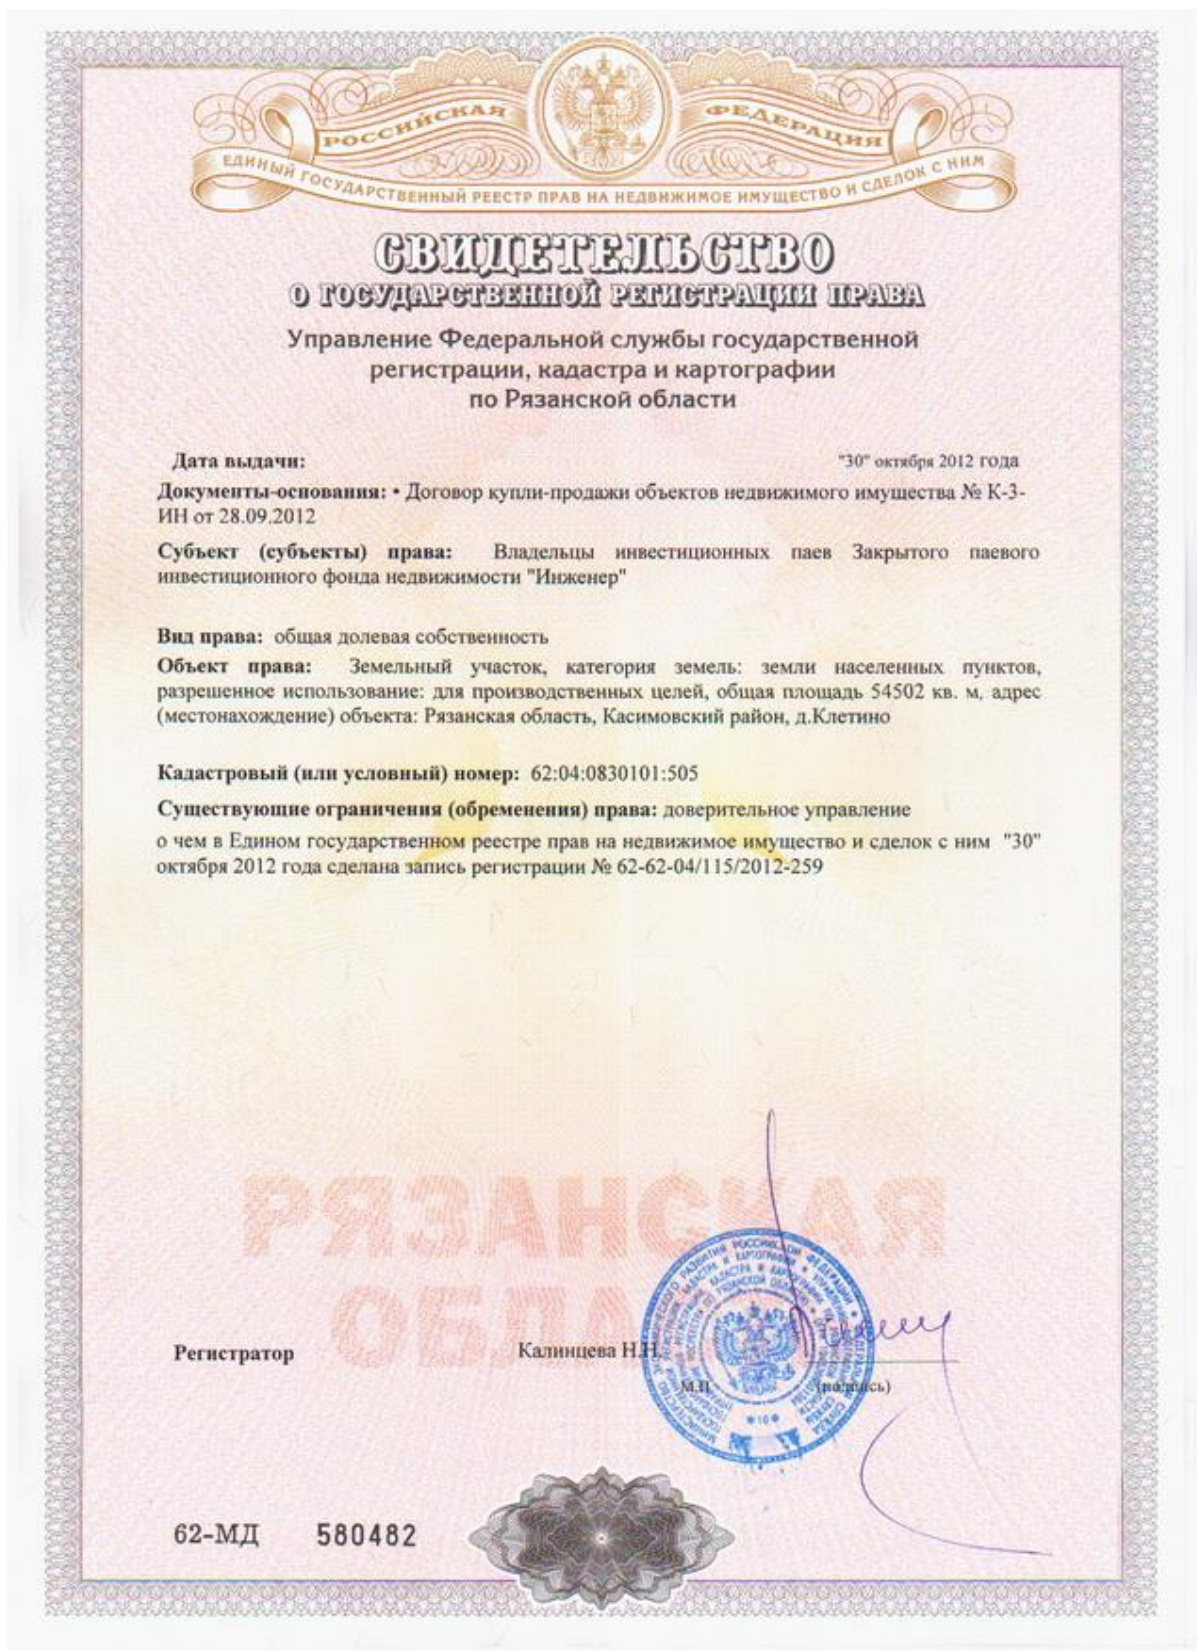 РОССИЙСКАЯ ФЕДЕРАЦИЯ
ЕДИНЫЙ ГОСУДАРСТВЕННЫЙ РЕЕСТР ПРАВ НА НЕДВИЖИМОЕ ИМУЩЕСТВО И СДЕЛОК С НИМ
СВИДЕТЕЛЬСТВО
О ГОСУДАРСТВЕННОЙ РЕГИСТРАЦИИ ПРАВА
Управление Федеральной службы государственной
регистрации, кадастра и картографии
по Рязанской области
Дата выдачи: "30" октября 2012 года
Документы-основания: • Договор купли-продажи объектов недвижимого имущества № К-3-
ИН от 28.09.2012
Субъект (субъекты) права: Владельцы инвестиционных паев Закрытого паевого
инвестиционного фонда недвижимости "Инженер"
Вид права: общая долевая собственность
Объект права: Земельный участок, категория земель: земли населенных пунктов,
разрешенное использование: для производственных целей, общая площадь 54502 кв. м, адрес
(местонахождение) объекта: Рязанская область, Касимовский район, д.Клетино
Кадастровый (или условный) номер: 62:04:0830101:505
Существующие ограничения (обременения) права: доверительное управление
о чем в Едином государственном реестре прав на недвижимое имущество и сделок с ним "30"
октября 2012 года сделана запись регистрации № 62-62-04/115/2012-259
РЯЗАНСКАЯ
ОБЛА
Регистратор Калинцева Н.Н.
М.П. (подпись)
62-МД 580482